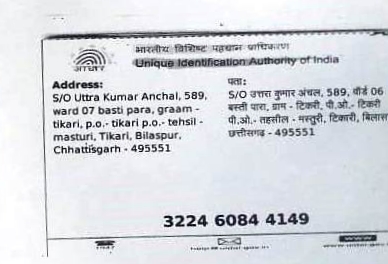 भारतीय विशिष्ट पहचान प्राधिकरण
Unique Identification Authority of India
Address:
S/O Uttra Kumar Anchal, 589,
ward 07 basti para, graam -
tikari, p.o.- tikari p.o.- tehsil -
masturi, Tikari, Bilaspur,
Chhattisgarh - 495551
पता:
S/O उत्तरा कुमार अंचल, 589, वॉर्ड 06
बस्ती पारा, ग्राम - टिकरी, पी.ओ.- टिकरी
पी.ओ.- तहसील - मस्तुरी, टिकारी,
छत्तीसगढ़ - 495551
3224 6084 4149